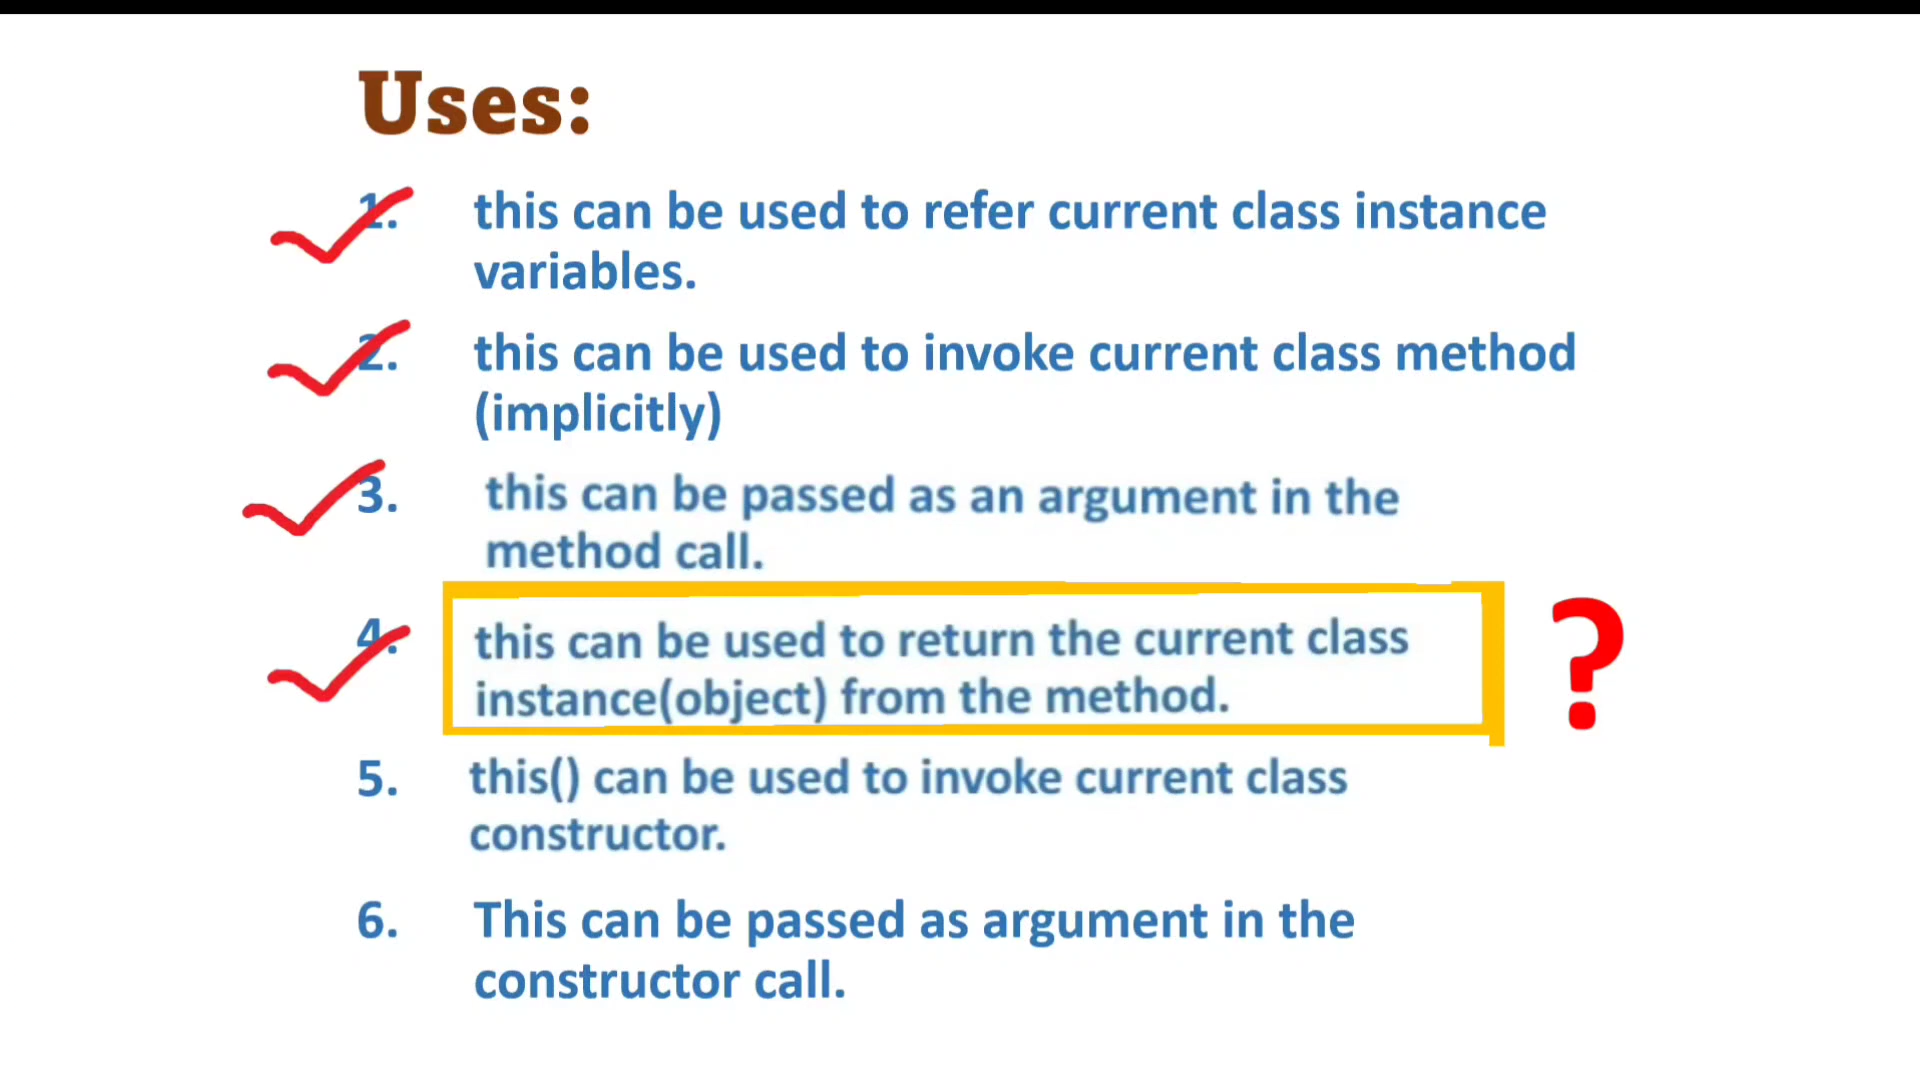 Uses:
1. this can be used to refer current class instance
variables.
2. this can be used to invoke current class method
(implicitly)
3. this can be passed as an argument in the
method call.
4. this can be used to return the current class
instance(object) from the method.
?
5. this() can be used to invoke current class
constructor.
6. This can be passed as argument in the
constructor call.